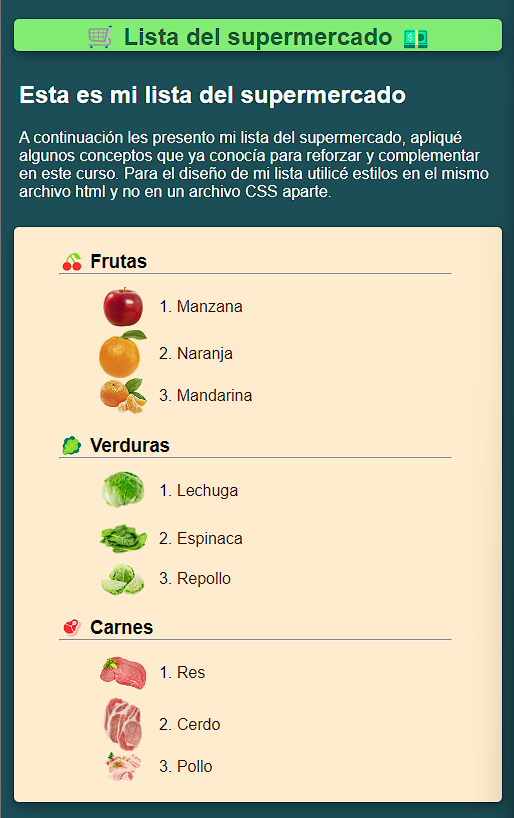 Lista del supermercado
Esta es mi lista del supermercado
A continuación les presento mi lista del supermercado, apliqué
algunos conceptos que ya conocía para reforzar y complementar
en este curso. Para el diseño de mi lista utilicé estilos en el mismo
archivo html y no en un archivo CSS aparte.
Frutas
1. Manzana
2. Naranja
3. Mandarina
Verduras
1. Lechuga
2. Espinaca
3. Repollo
Carnes
1. Res
2. Cerdo
3. Pollo